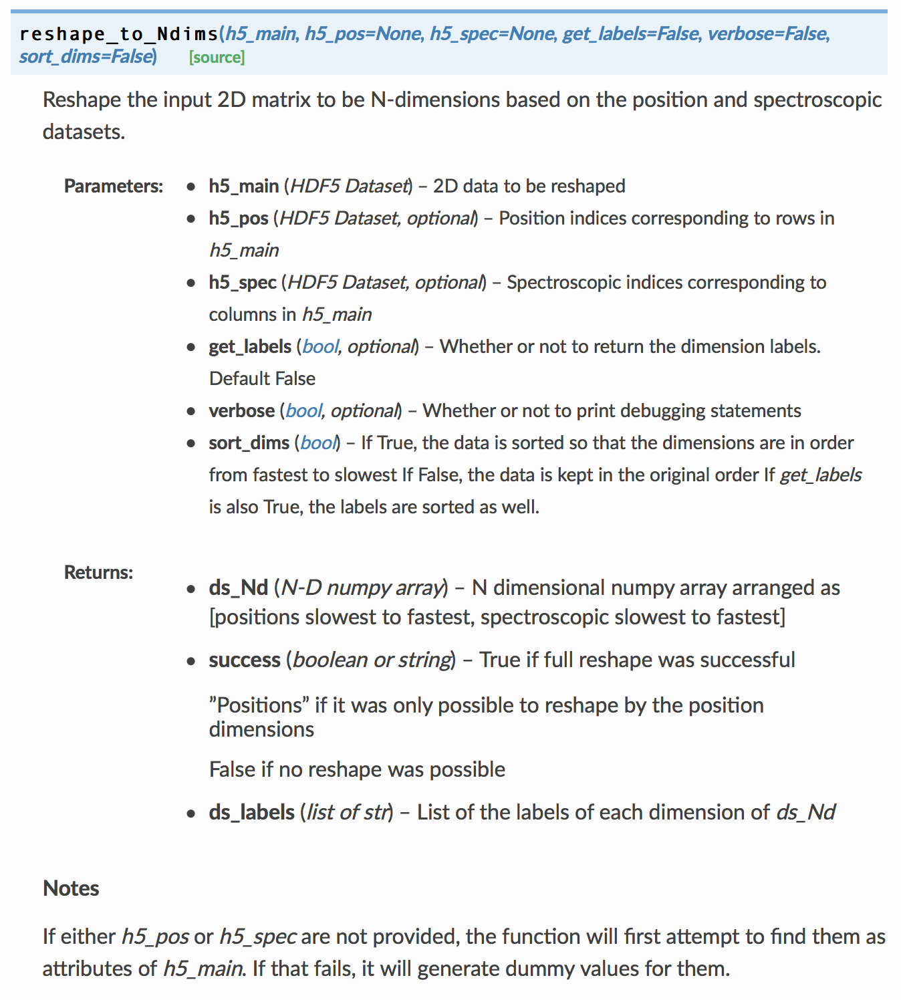 reshape_to_Ndims(h5_main, h5_pos=None, h5_spec=None, get_labels=False, verbose=False,
sort_dims=False) [source]
Reshape the input 2D matrix to be N-dimensions based on the position and spectroscopic
datasets.
Parameters: • h5_main (HDF5 Dataset) – 2D data to be reshaped
• h5_pos (HDF5 Dataset, optional) – Position indices corresponding to rows in
h5_main
• h5_spec (HDF5 Dataset, optional) – Spectroscopic indices corresponding to
columns in h5_main
• get_labels (bool, optional) – Whether or not to return the dimension labels.
Default False
• verbose (bool, optional) – Whether or not to print debugging statements
• sort_dims (bool) – If True, the data is sorted so that the dimensions are in order
from fastest to slowest If False, the data is kept in the original order If get_labels
is also True, the labels are sorted as well.
Returns:
• ds_Nd (N-D numpy array) – N dimensional numpy array arranged as
[positions slowest to fastest, spectroscopic slowest to fastest]
• success (boolean or string) – True if full reshape was successful
”Positions” if it was only possible to reshape by the position
dimensions
False if no reshape was possible
• ds_labels (list of str) – List of the labels of each dimension of ds_Nd
Notes
If either h5_pos or h5_spec are not provided, the function will first attempt to find them as
attributes of h5_main. If that fails, it will generate dummy values for them.